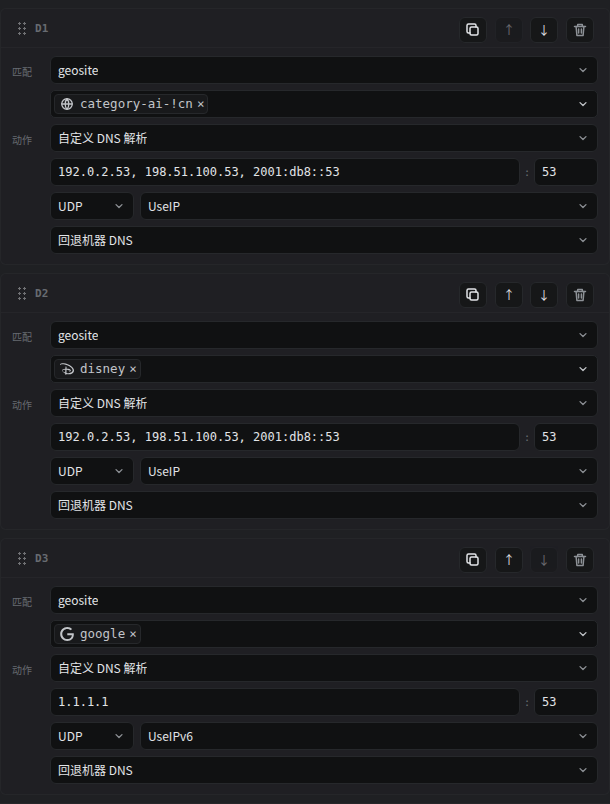 D1
匹配 geosite
category-ai-!cn ×
动作 自定义 DNS 解析
192.0.2.53, 198.51.100.53, 2001:db8::53 : 53
UDP UseIP
回退机器 DNS
D2
匹配 geosite
disney ×
动作 自定义 DNS 解析
192.0.2.53, 198.51.100.53, 2001:db8::53 : 53
UDP UseIP
回退机器 DNS
D3
匹配 geosite
google ×
动作 自定义 DNS 解析
1.1.1.1 : 53
UDP UseIPv6
回退机器 DNS